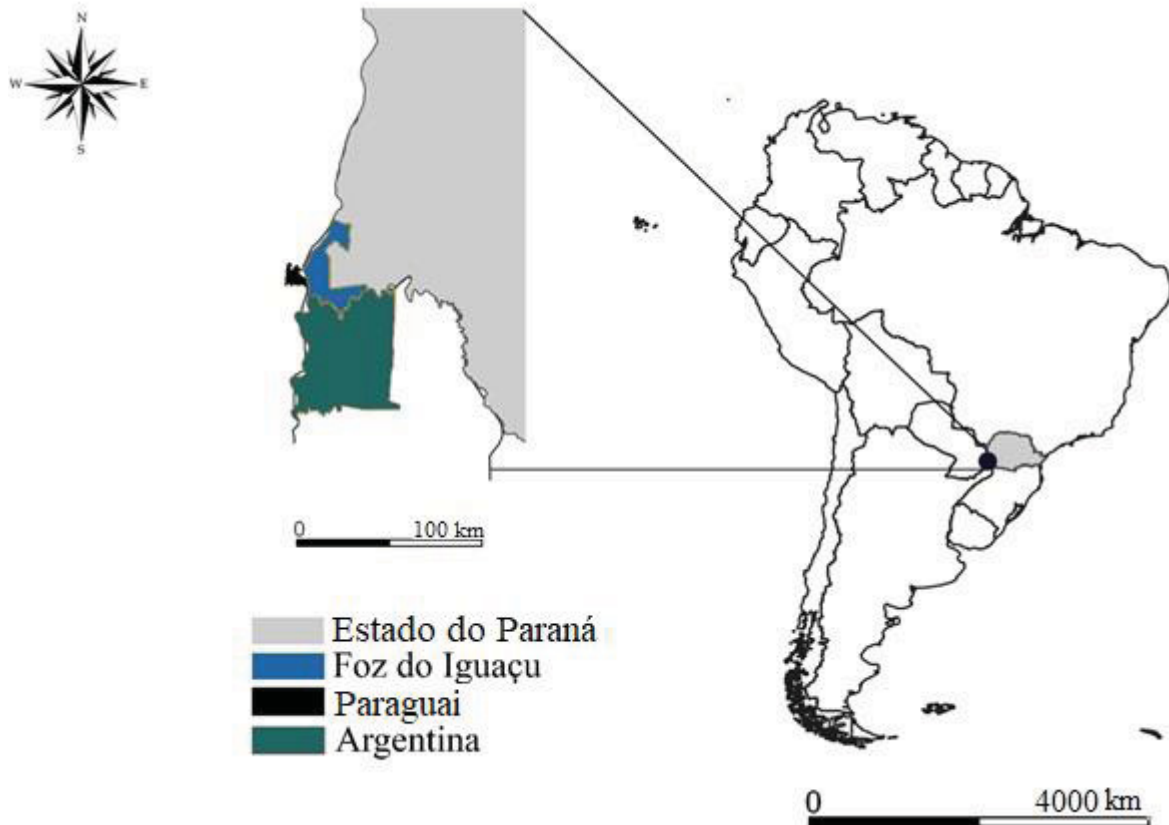 N
W E
S
0 100 km
Estado do Paraná
Foz do Iguaçu
Paraguai
Argentina
0 4000 km